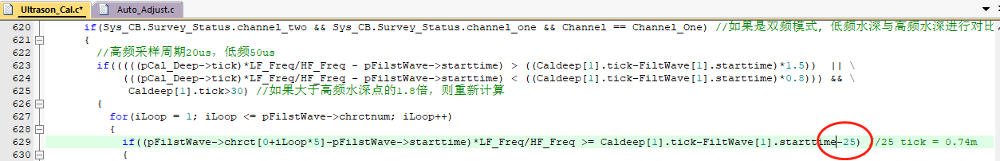 Ultrason_Cal.c* Auto_Adjust.c
620 if(Sys_CB.Survey_Status.channel_two && Sys_CB.Survey_Status.channel_one && Channel == Channel_One) //如果是双频模式, 低频水深与高频水深进行对比
621 {
622 //高频采样周期20us, 低频50us
623 if(((((pCal_Deep->tick)*LF_Freq/HF_Freq - pFilstWave->starttime) > ((Caldeep[1].tick-FiltWave[1].starttime)*1.5)) || \
624 (((pCal_Deep->tick)*LF_Freq/HF_Freq - pFilstWave->starttime) < ((Caldeep[1].tick-FiltWave[1].starttime)*0.8))) && \
625 Caldeep[1].tick>30) //如果大于高频水深点的1.8倍, 则重新计算
626 {
627 for(iLoop = 1; iLoop <= pFilstWave->chrctnum; iLoop++)
628 {
629 if((pFilstWave->chrct[0+iLoop*5]-pFilstWave->starttime)*LF_Freq/HF_Freq >= Caldeep[1].tick-FiltWave[1].starttime-25) //25 tick = 0.74m
630 {